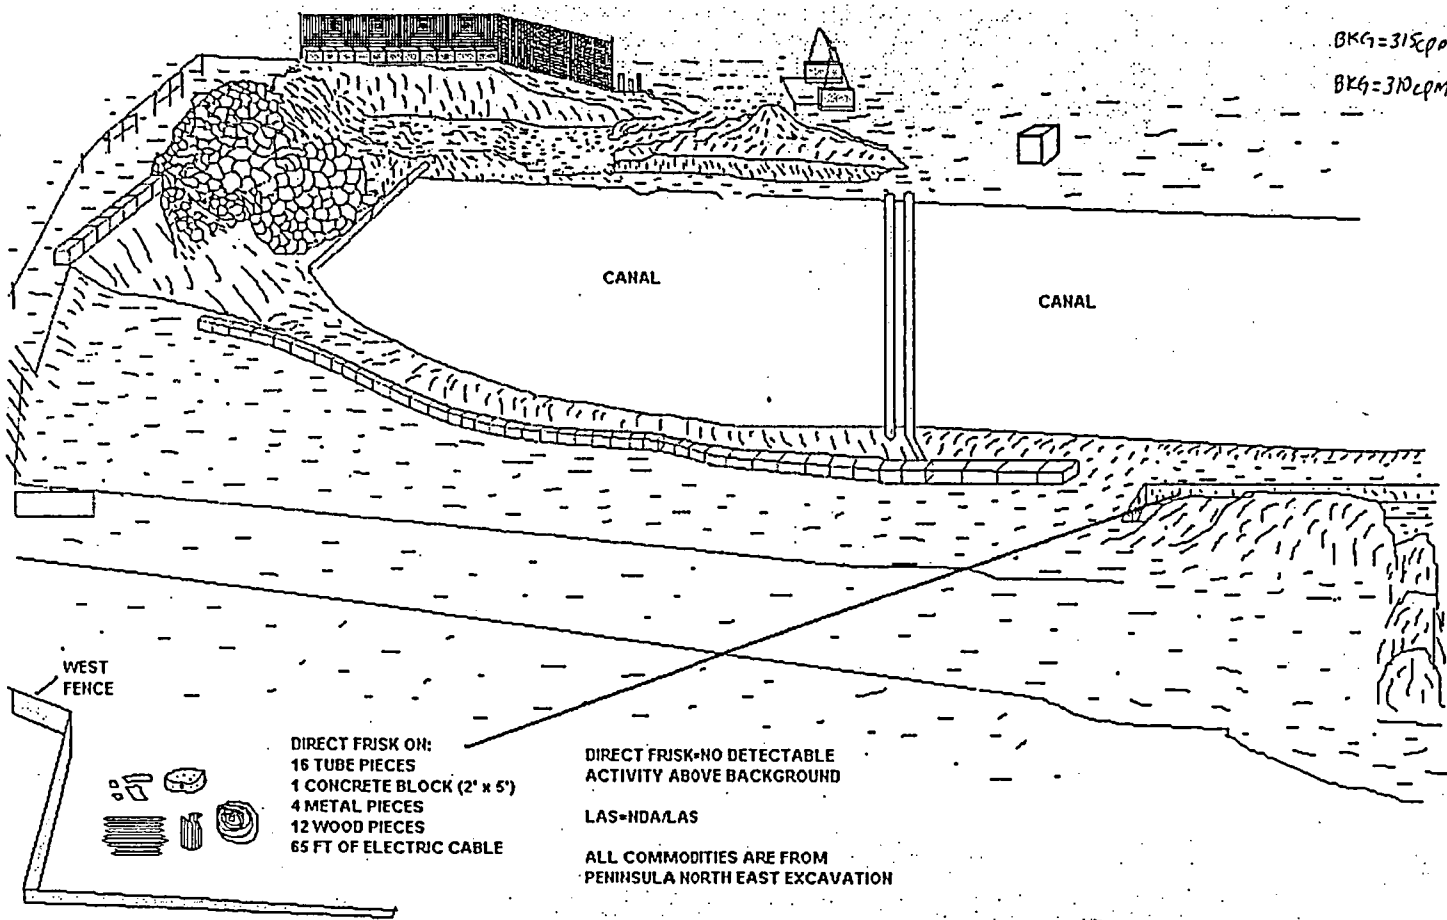 BKG=315cpm
BKG=310cpM
CANAL
CANAL
WEST
FENCE
DIRECT FRISK ON:
16 TUBE PIECES
1 CONCRETE BLOCK (2' x 5')
4 METAL PIECES
12 WOOD PIECES
65 FT OF ELECTRIC CABLE
DIRECT FRISK=NO DETECTABLE
ACTIVITY ABOVE BACKGROUND
LAS=NDA/LAS
ALL COMMODITIES ARE FROM
PENINSULA NORTH EAST EXCAVATION